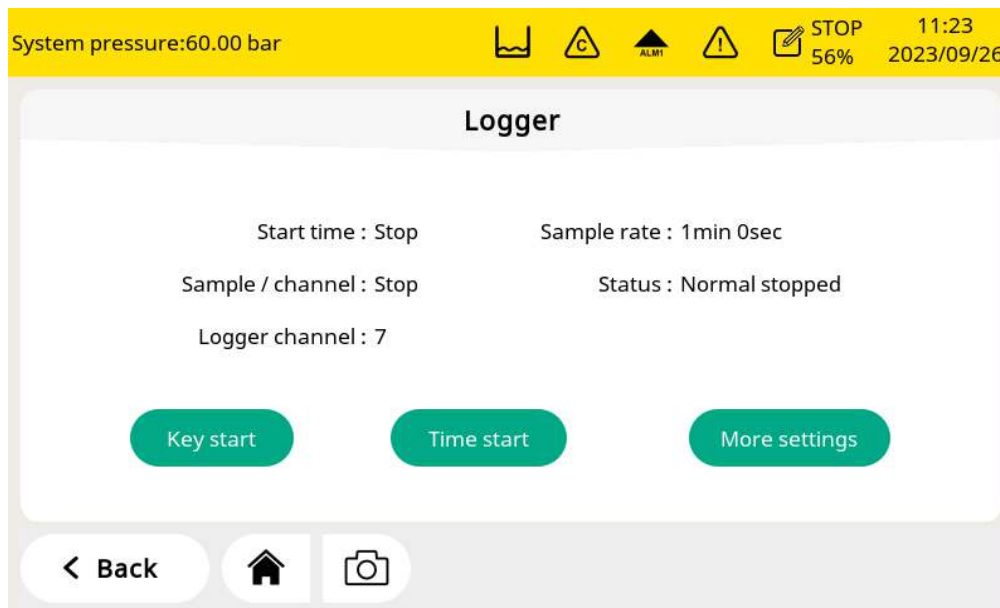 System pressure:60.00 bar
C
ALM1
!
STOP
56%
11:23
2023/09/26
Logger
Start time : Stop
Sample rate : 1min 0sec
Sample / channel : Stop
Status : Normal stopped
Logger channel : 7
Key start
Time start
More settings
< Back